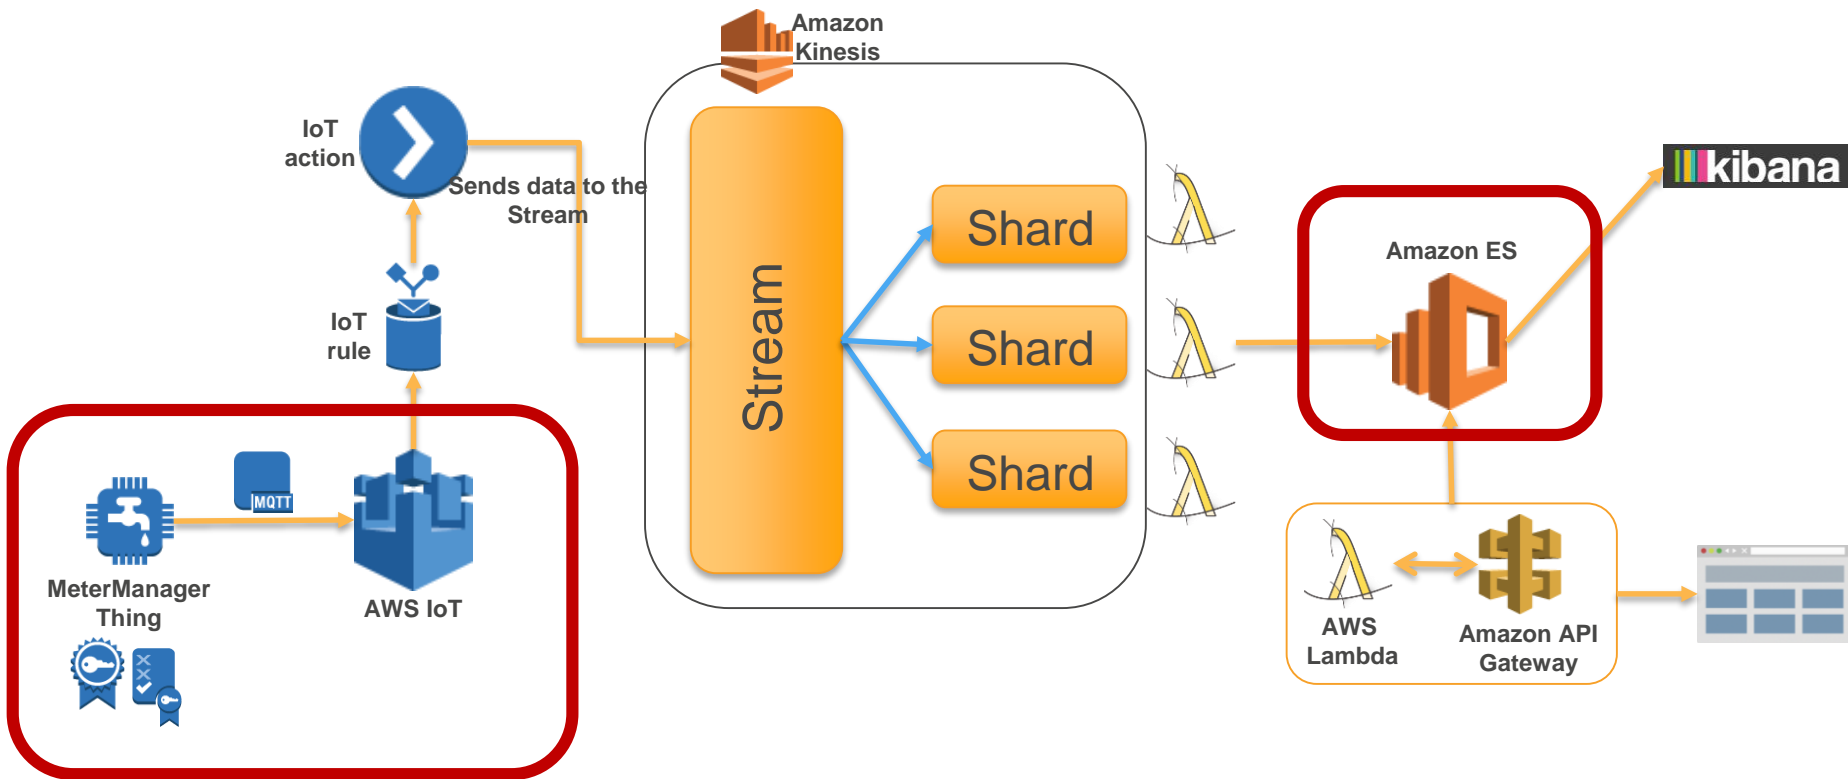 Amazon
Kinesis
IoT
action
Sends data to the
Stream
IoT
rule
MQTT
MeterManager
Thing
AWS IoT
Stream
Shard
Shard
Shard
Amazon ES
kibana
AWS
Lambda
Amazon API
Gateway